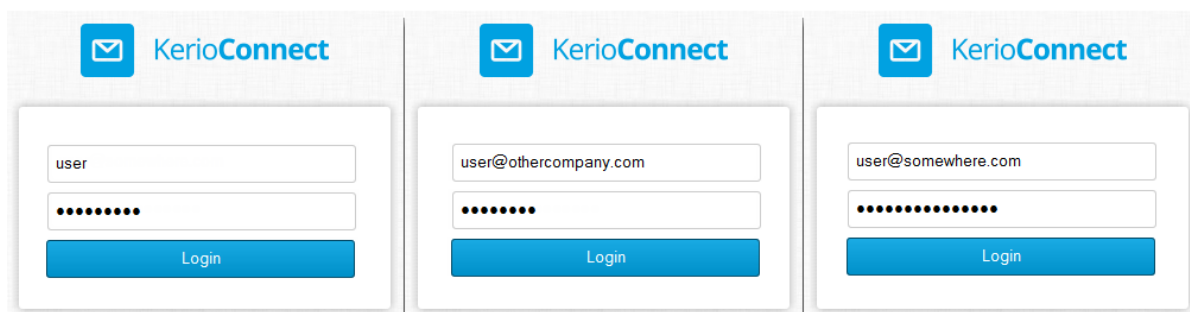 KerioConnect
user
•••••••••
Login
KerioConnect
user@othercompany.com
••••••••
Login
KerioConnect
user@somewhere.com
•••••••••••••••
Login